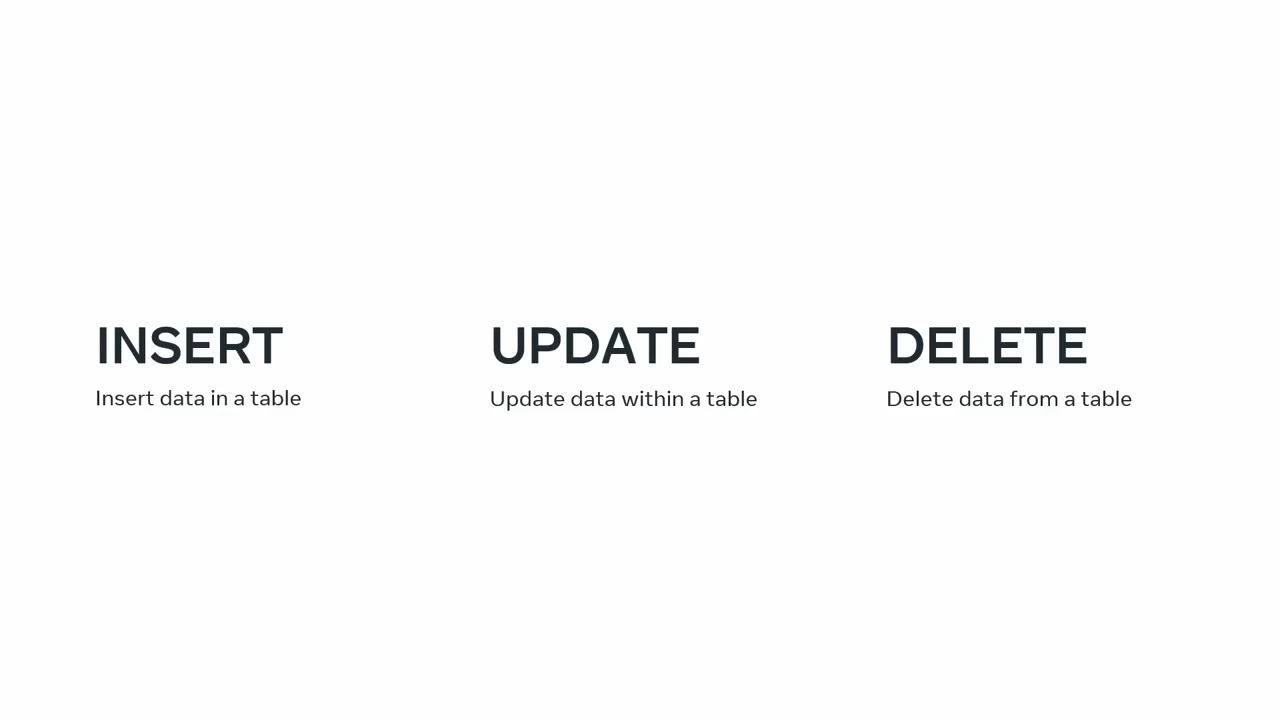 INSERT
Insert data in a table
UPDATE
Update data within a table
DELETE
Delete data from a table